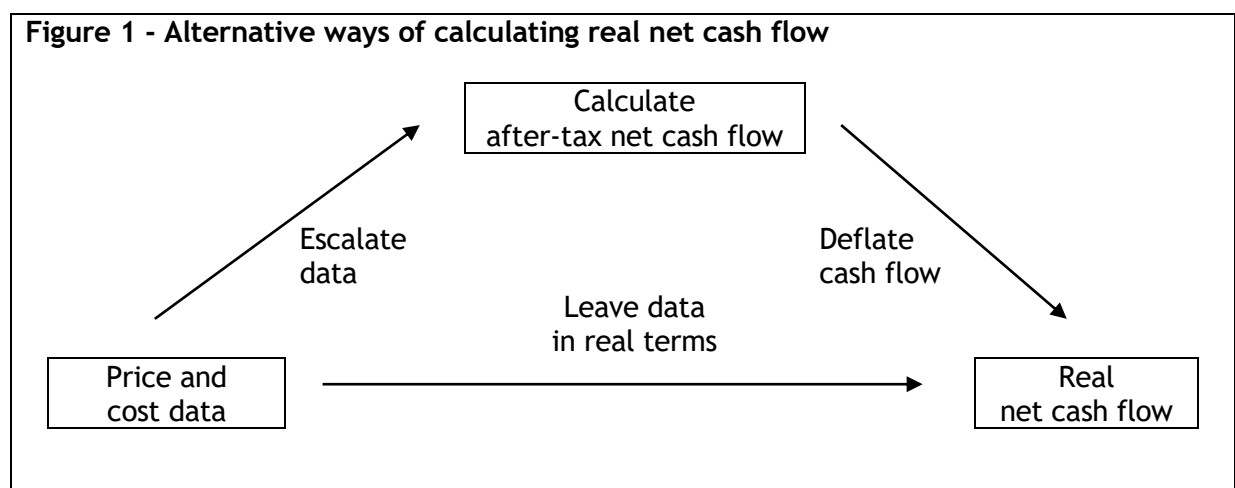 Figure 1 - Alternative ways of calculating real net cash flow
Calculate
after-tax net cash flow
Escalate
data
Deflate
cash flow
Leave data
in real terms
Price and
cost data
Real
net cash flow